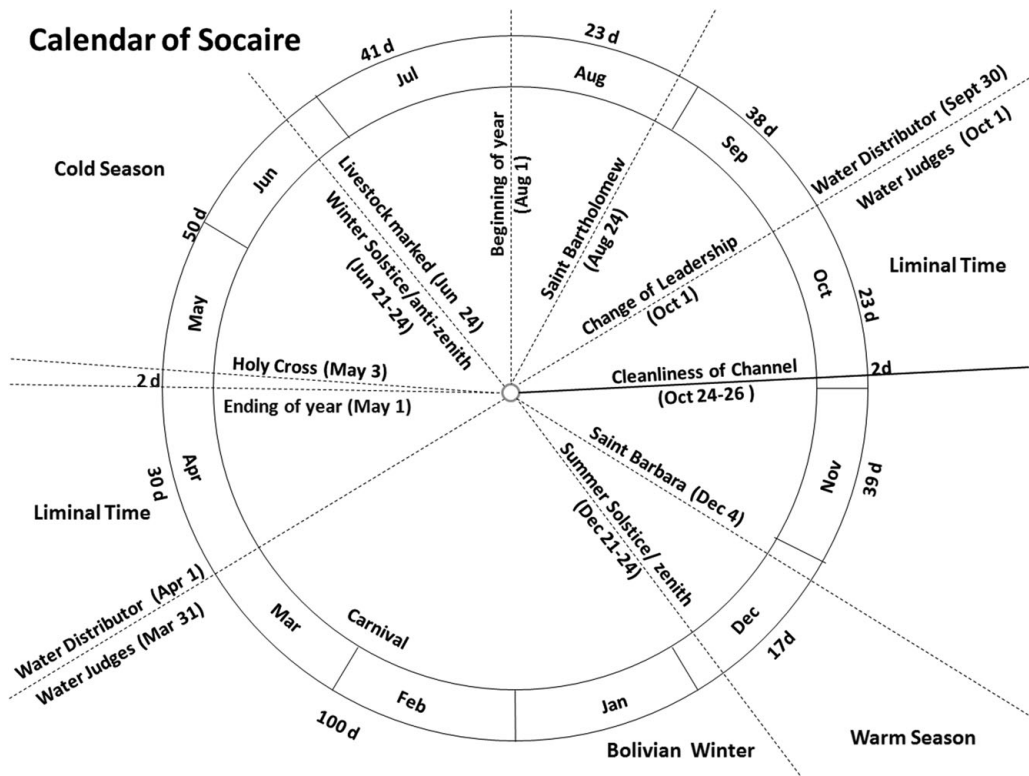 Calendar of Socaire
41 d
23 d
Jul
Aug
38 d
Water Distributor (Sept 30)
Water Judges (Oct 1)
Cold Season
Jun
Sep
Livestock marked (Jun 24)
Winter Solstice/anti-zenith
(Jun 21-24)
Beginning of year
(Aug 1)
Saint Bartholomew
(Aug 24)
50 d
Change of Leadership
(Oct 1)
Liminal Time
Oct
23 d
May
Holy Cross (May 3)
2 d
Ending of year (May 1)
Cleanliness of Channel
(Oct 24-26 )
2d
Apr
30 d
Liminal Time
Saint Barbara (Dec 4)
Summer Solstice/ zenith
(Dec 21-24)
Nov
39 d
Water Distributor (Apr 1)
Water Judges (Mar 31)
Mar
Carnival
Dec
17d
Feb
Jan
100 d
Bolivian Winter
Warm Season